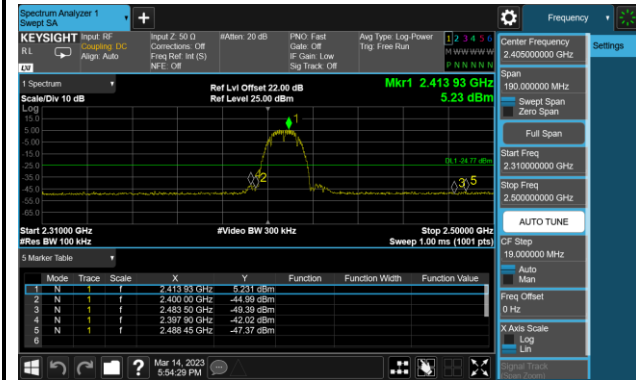 Spectrum Analyzer 1
Swept SA
Frequency
KEYSIGHT
RL
LXI
Input: RF
Coupling: DC
Align: Auto
Input Z: 50 Ω
Corrections: Off
Freq Ref: Int (S)
NFE: Off
#Atten: 20 dB
PNO: Fast
Gate: Off
IF Gain: Low
Sig Track: Off
Avg Type: Log-Power
Trig: Free Run
1 2 3 4 5 6
M W W W W W
P N N N N N
Center Frequency
2.405000000 GHz
Settings
Span
190.000000 MHz
Swept Span
Zero Span
Full Span
Start Freq
2.310000000 GHz
Stop Freq
2.500000000 GHz
AUTO TUNE
CF Step
19.000000 MHz
Auto
Man
Freq Offset
0 Hz
X Axis Scale
Log
Lin
Signal Track
(Span Zoom)
1 Spectrum
Scale/Div 10 dB
Log
Ref Lvl Offset 22.00 dB
Ref Level 25.00 dBm
Mkr1 2.413 93 GHz
5.23 dBm
15.0
5.00
-5.00
-15.0
-25.0
-35.0
-45.0
-55.0
-65.0
1
DL1 -24.77 dBm
2
3
5
Start 2.31000 GHz
#Res BW 100 kHz
#Video BW 300 kHz
Stop 2.50000 GHz
Sweep 1.00 ms (1001 pts)
5 Marker Table
Mode Trace Scale X Y Function Function Width Function Value
1 N 1 f 2.413 93 GHz 5.231 dBm
2 N 1 f 2.400 00 GHz -44.99 dBm
3 N 1 f 2.483 50 GHz -49.39 dBm
4 N 1 f 2.397 90 GHz -42.02 dBm
5 N 1 f 2.488 45 GHz -47.37 dBm
6
?
Mar 14, 2023
5:54:29 PM